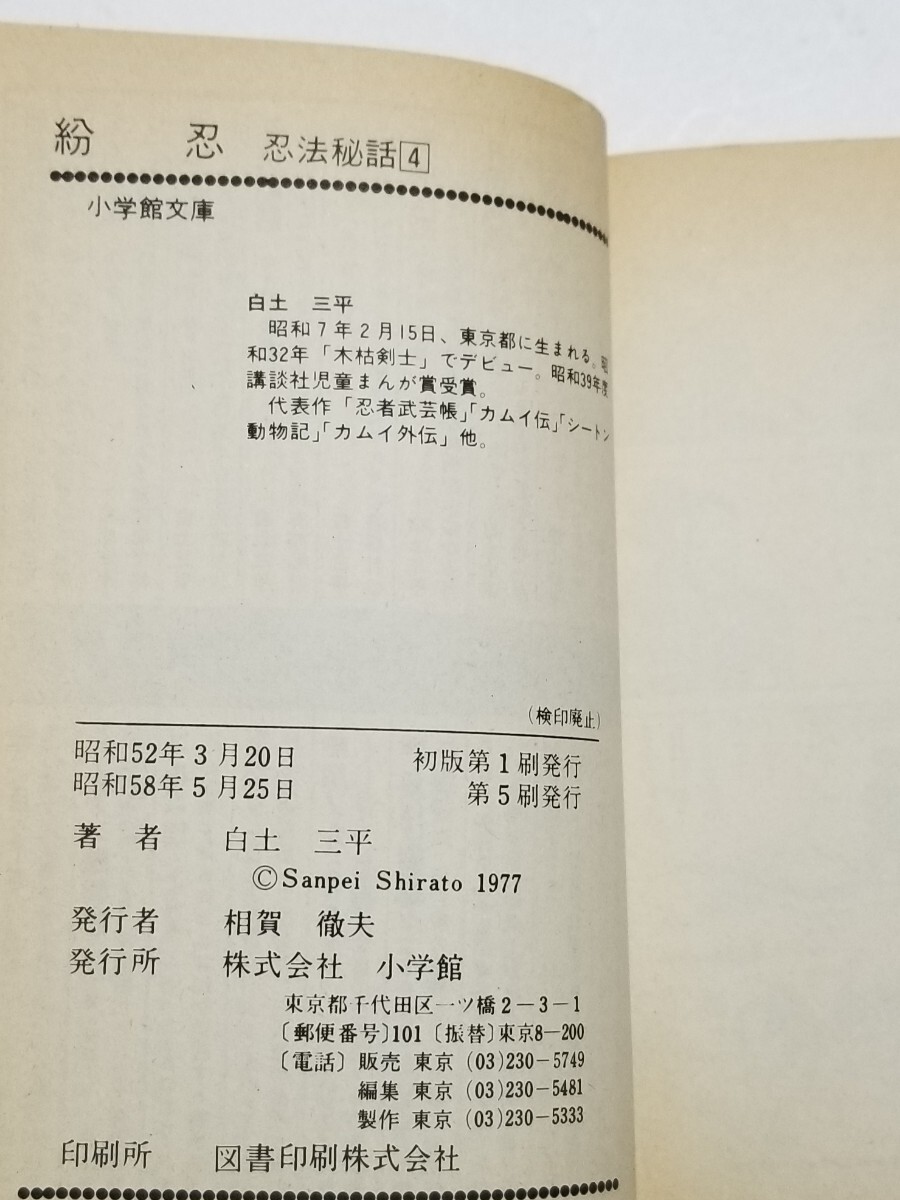 紛　忍　忍法秘話4
小学館文庫
白土　三平
昭和7年2月15日、東京都に生まれる。昭
和32年「木枯剣士」でデビュー。昭和39年度
講談社児童まんが賞受賞。
代表作「忍者武芸帳」「カムイ伝」「シートン
動物記」「カムイ外伝」他。
(検印廃止)
昭和52年3月20日　初版第1刷発行
昭和58年5月25日　第5刷発行
著　者　白土　三平
©Sanpei Shirato 1977
発行者　相賀　徹夫
発行所　株式会社　小学館
東京都千代田区一ツ橋2-3-1
〔郵便番号〕101〔振替〕東京8-200
〔電話〕販売 東京 (03)230-5749
編集 東京 (03)230-5481
製作 東京 (03)230-5333
印刷所　図書印刷株式会社